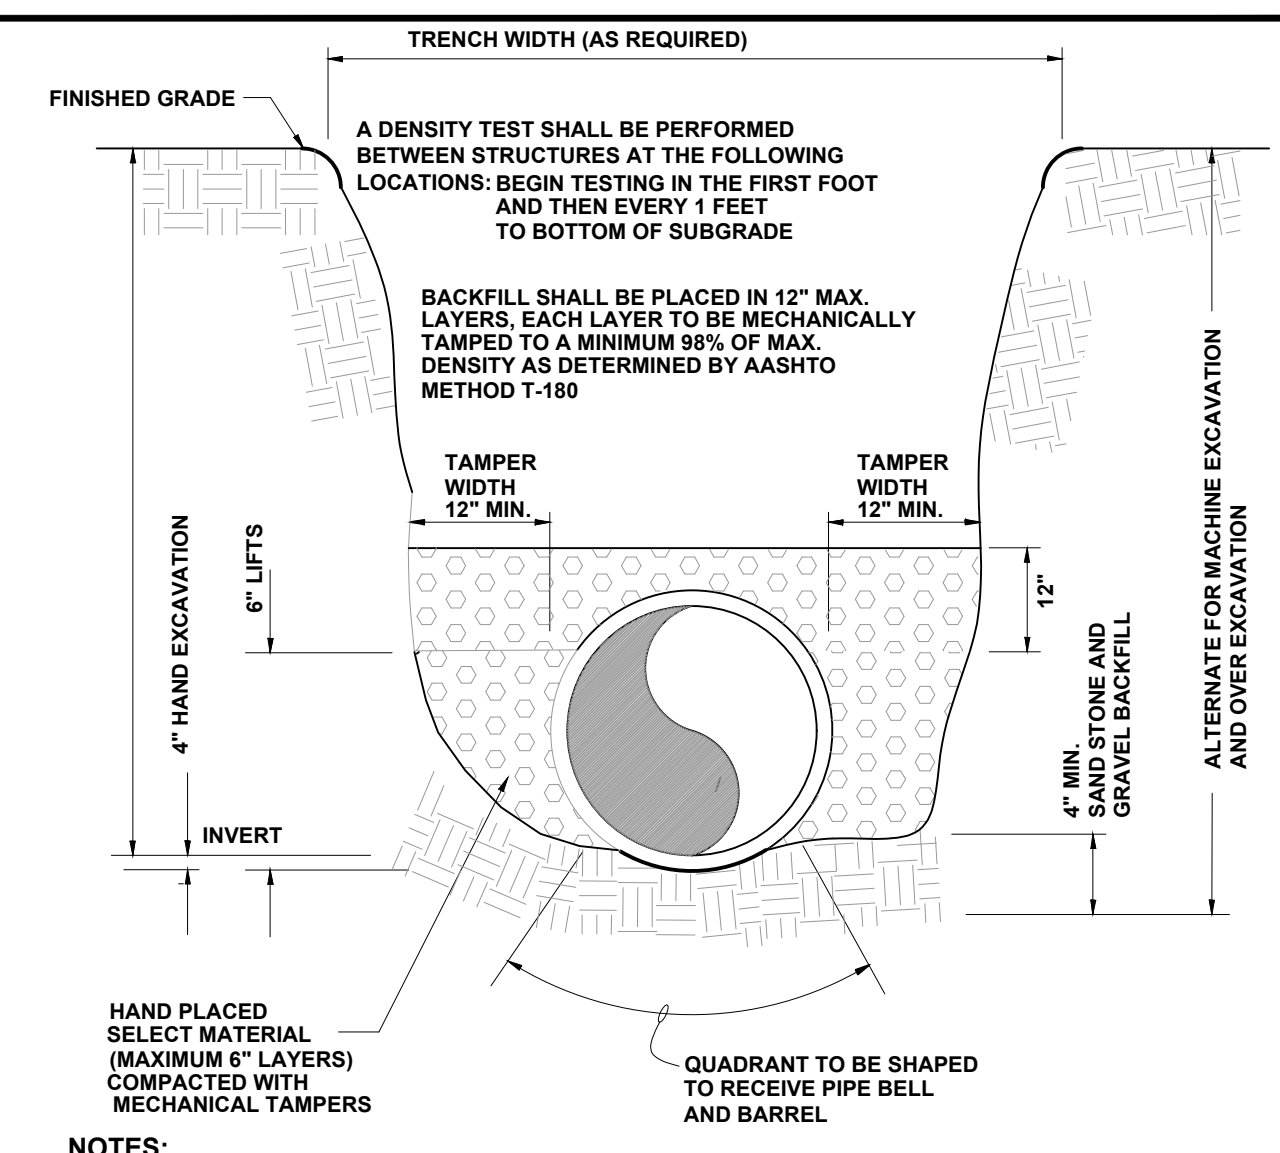 TRENCH WIDTH (AS REQUIRED)
FINISHED GRADE
A DENSITY TEST SHALL BE PERFORMED
BETWEEN STRUCTURES AT THE FOLLOWING
LOCATIONS: BEGIN TESTING IN THE FIRST FOOT
AND THEN EVERY 1 FEET
TO BOTTOM OF SUBGRADE
BACKFILL SHALL BE PLACED IN 12" MAX.
LAYERS, EACH LAYER TO BE MECHANICALLY
TAMPED TO A MINIMUM 98% OF MAX.
DENSITY AS DETERMINED BY AASHTO
METHOD T-180
TAMPER
WIDTH
12" MIN.
TAMPER
WIDTH
12" MIN.
4" HAND EXCAVATION
6" LIFTS
12"
4" MIN.
SAND STONE AND
GRAVEL BACKFILL
ALTERNATE FOR MACHINE EXCAVATION
AND OVER EXCAVATION
INVERT
HAND PLACED
SELECT MATERIAL
(MAXIMUM 6" LAYERS)
COMPACTED WITH
MECHANICAL TAMPERS
QUADRANT TO BE SHAPED
TO RECEIVE PIPE BELL
AND BARREL
NOTES: